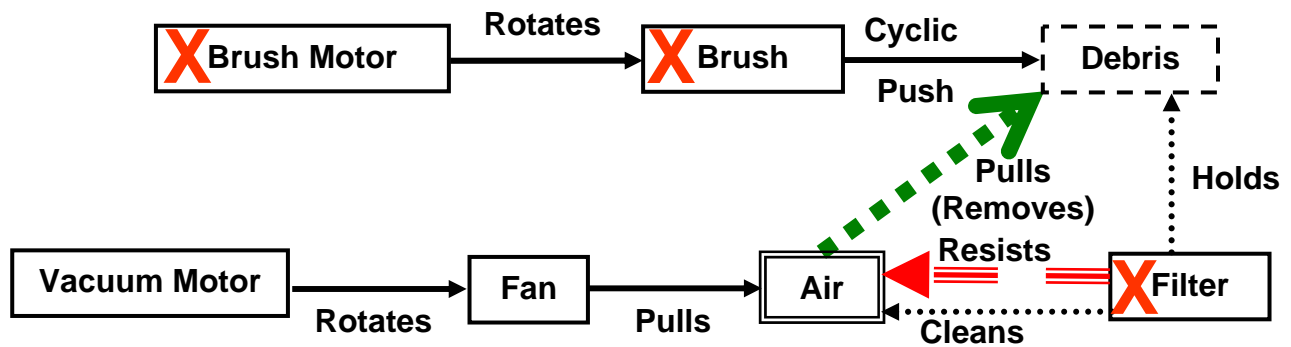 Rotates
Cyclic
X Brush Motor
X Brush
Debris
Push
Pulls
(Removes)
Holds
Resists
Vacuum Motor
Fan
Air
X Filter
Rotates
Pulls
Cleans